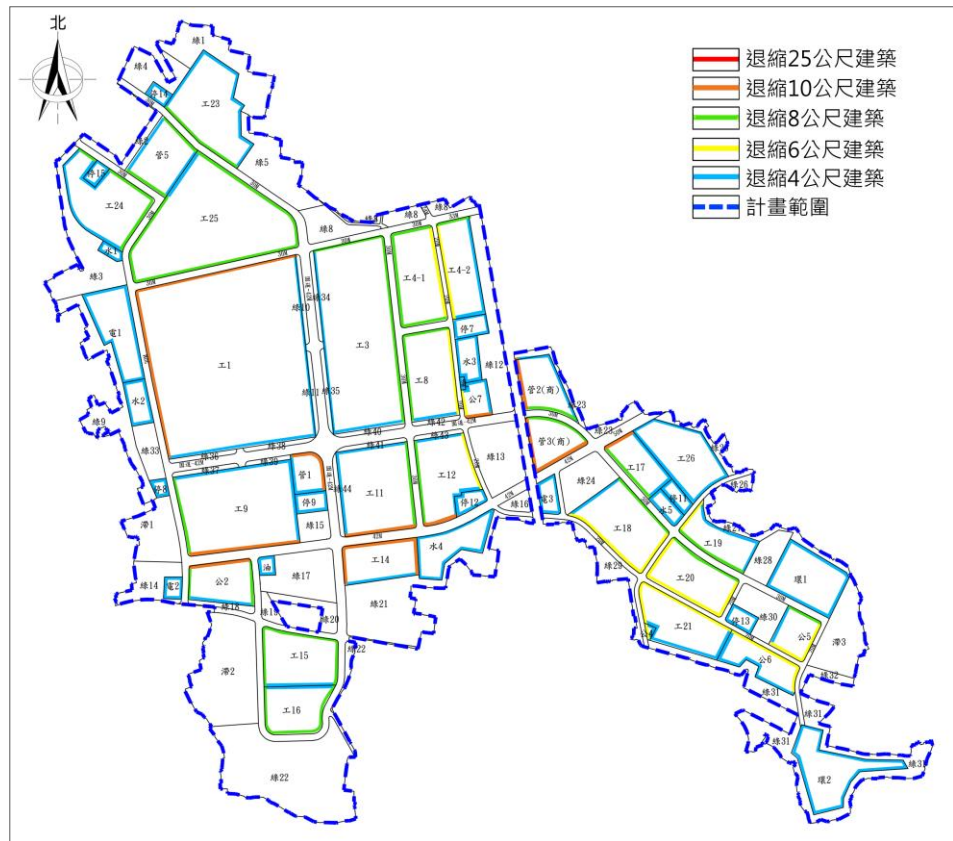 北
退縮25公尺建築
退縮10公尺建築
退縮8公尺建築
退縮6公尺建築
退縮4公尺建築
計畫範圍
綠1
綠4
停14
工23
綠5
管5
停15
工24
工25
水1
綠3
綠8
綠8
綠8
工4-1
工4-2
綠34
工1
工3
電1
停7
水3
綠12
工8
公7
水2
綠11
綠35
管2(商)
綠9
綠42
綠23
綠40
綠43
綠38
綠41
管3(商)
綠36
綠33
綠37
綠39
管1
綠13
工17
工26
停8
綠44
工11
工12
停9
停12
綠16
電3
綠24
停11
水5
綠26
工9
綠15
滯1
工18
水4
工19
綠28
工14
綠14
電2
公2
油
綠17
綠29
工20
環1
綠18
綠19
綠20
綠21
停13
綠30
工21
公5
滯3
綠22
工15
公6
滯2
綠32
綠31
工16
綠31
綠31
綠22
環2